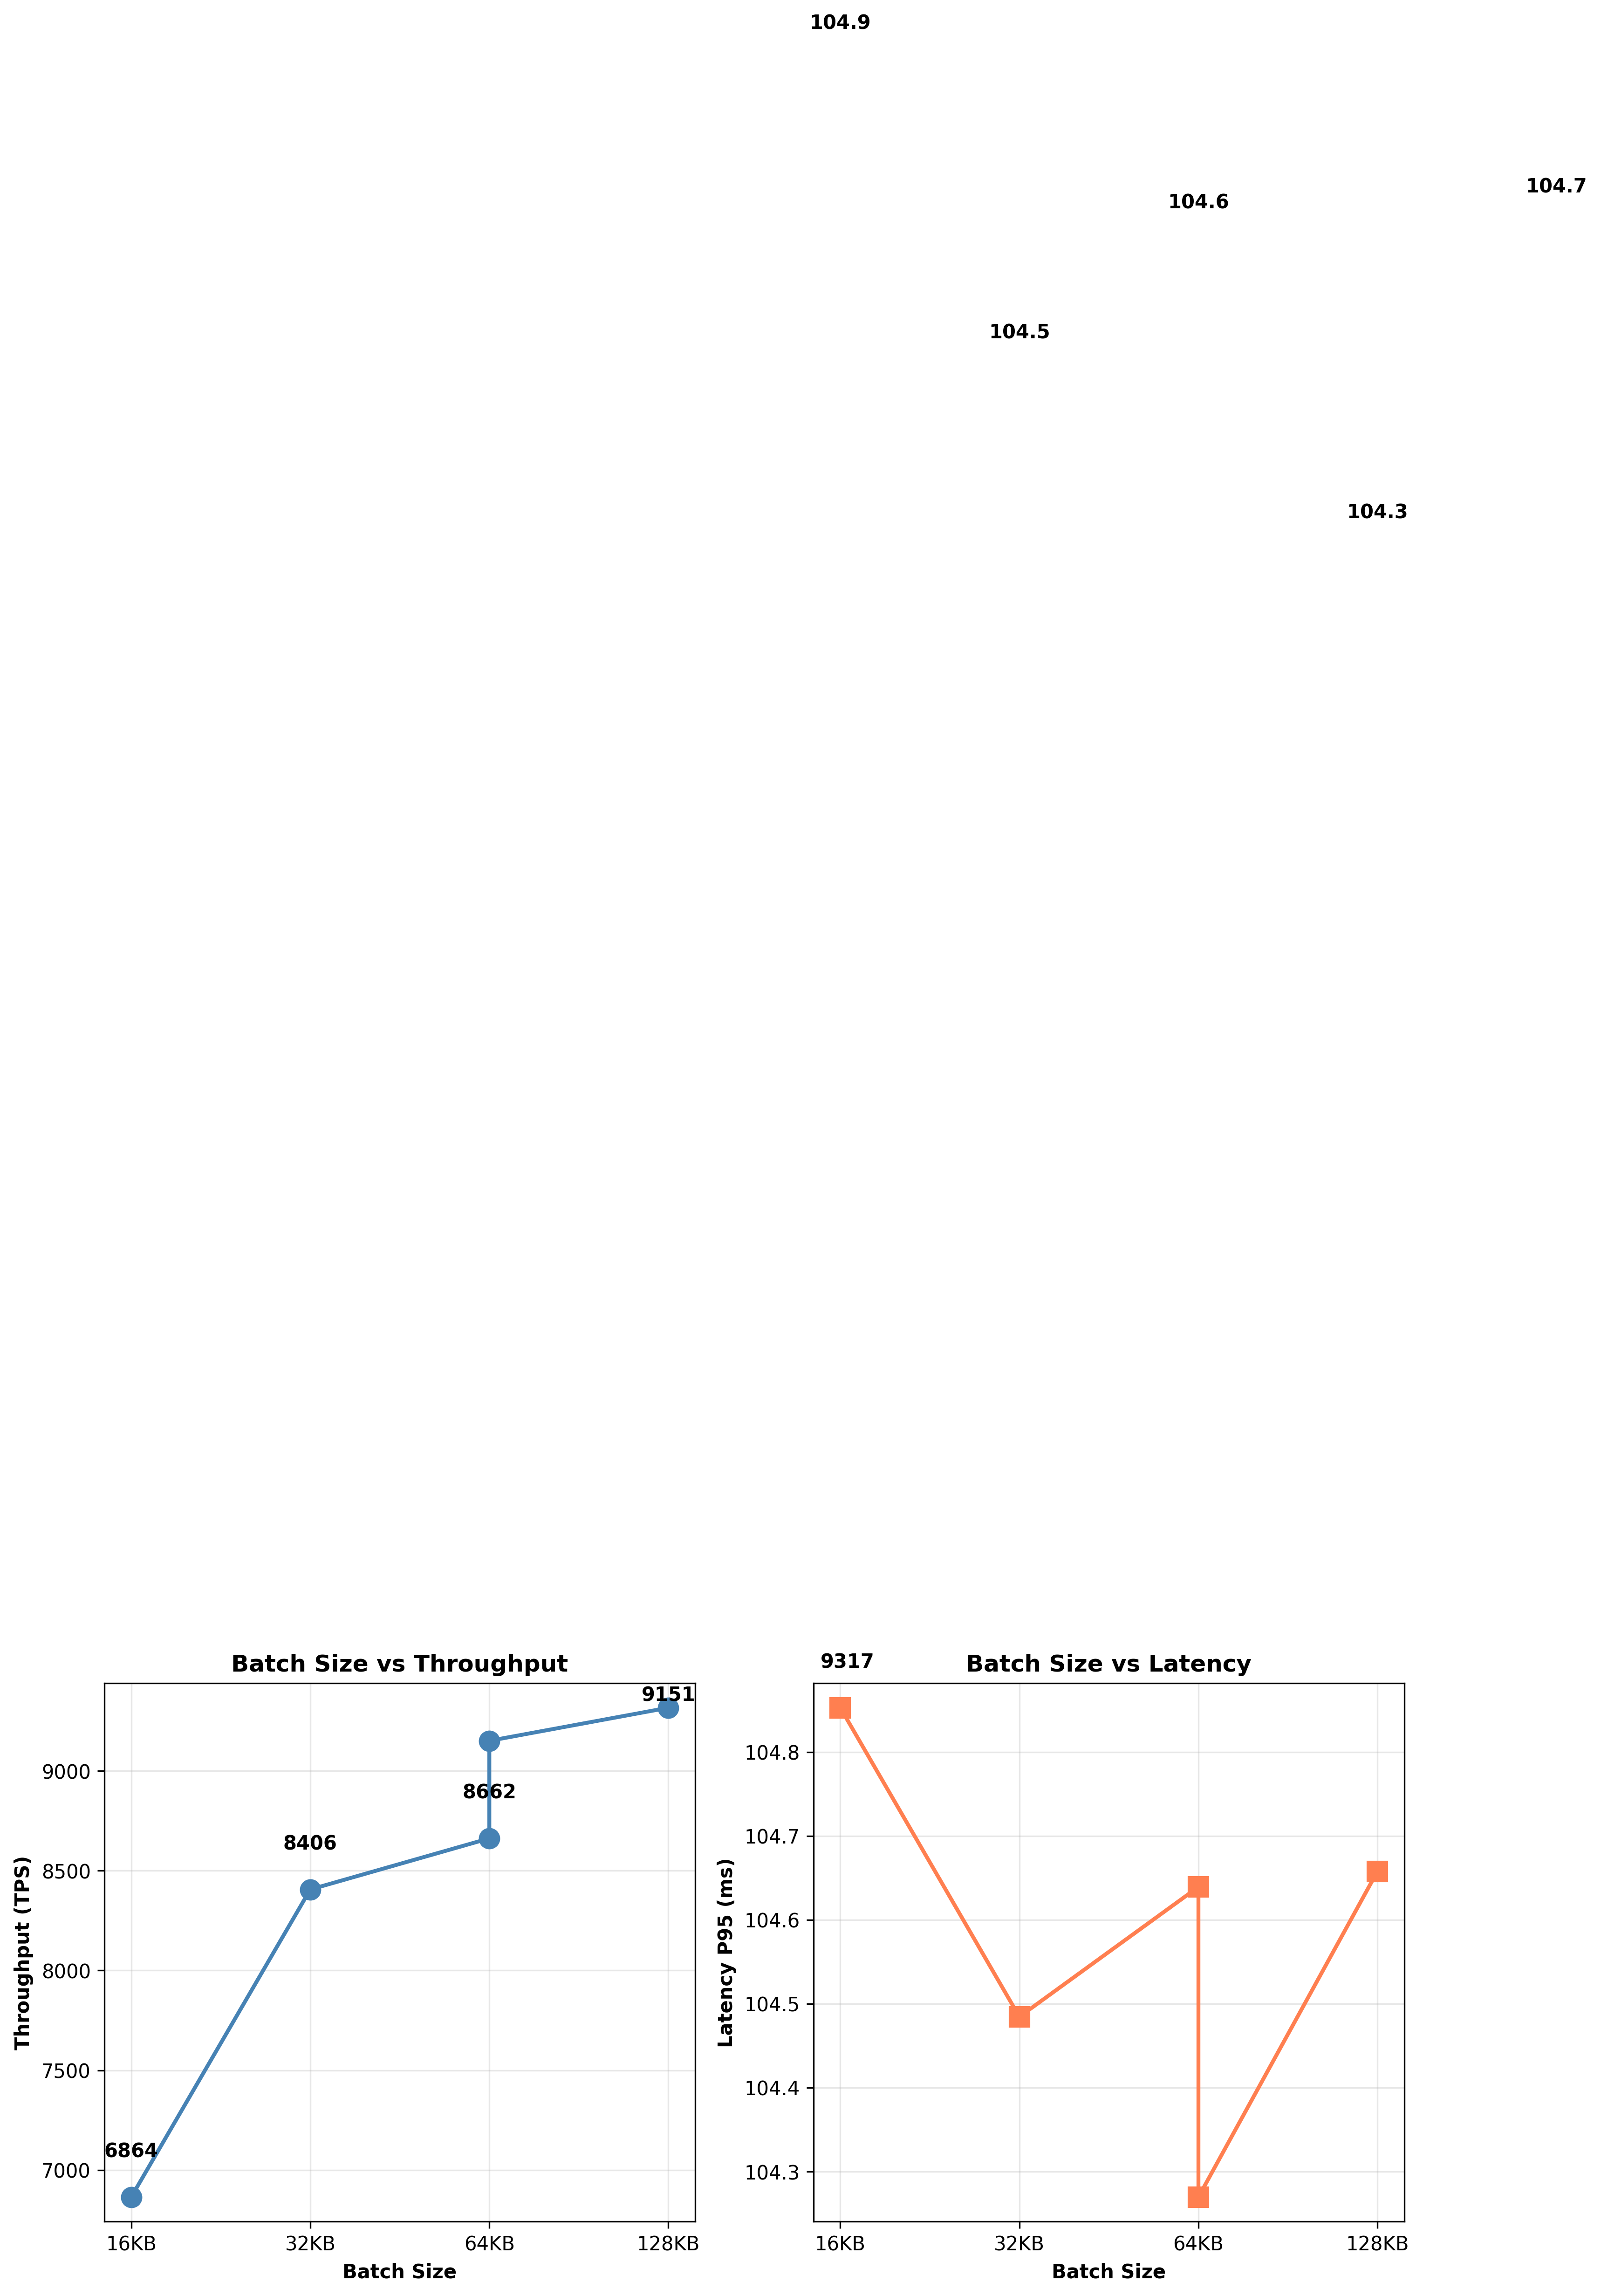 104.9
104.7
104.6
104.5
104.3
Batch Size vs Throughput
9317
Batch Size vs Latency
9151
9000
8662
8406
8500
8000
7500
6864
7000
Throughput (TPS)
16KB
32KB
64KB
128KB
Batch Size
104.8
104.7
104.6
104.5
104.4
104.3
Latency P95 (ms)
16KB
32KB
64KB
128KB
Batch Size